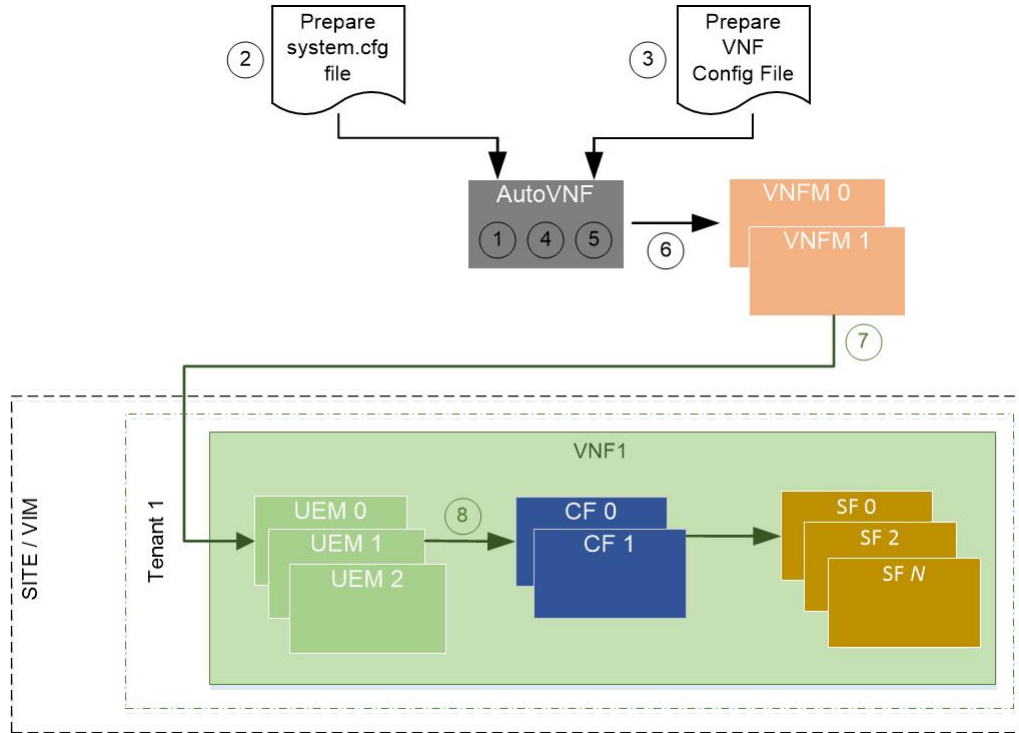 Prepare
system.cfg
file
2
Prepare
VNF
Config File
3
AutoVNF
1 4 5
6
VNFM 0
VNFM 1
7
SITE / VIM
Tenant 1
VNF1
UEM 0
UEM 1
UEM 2
8
CF 0
CF 1
SF 0
SF 2
SF N